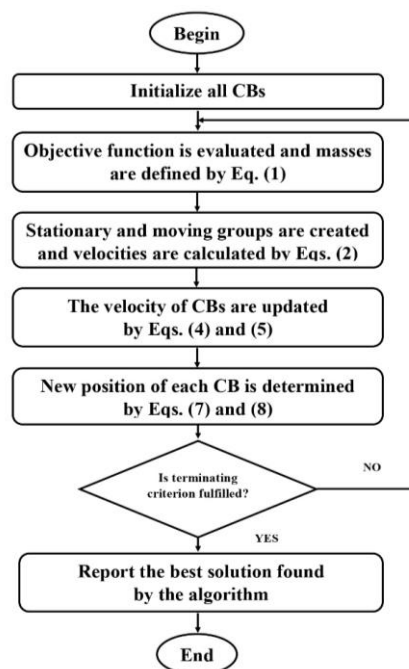 Begin
Initialize all CBs
Objective function is evaluated and masses
are defined by Eq. (1)
Stationary and moving groups are created
and velocities are calculated by Eqs. (2)
The velocity of CBs are updated
by Eqs. (4) and (5)
New position of each CB is determined
by Eqs. (7) and (8)
Is terminating
criterion fulfilled?
NO
YES
Report the best solution found
by the algorithm
End